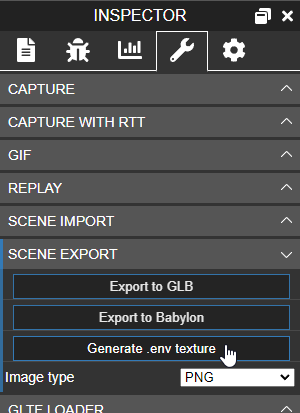 INSPECTOR
CAPTURE
CAPTURE WITH RTT
GIF
REPLAY
SCENE IMPORT
SCENE EXPORT
Export to GLB
Export to Babylon
Generate .env texture
Image type PNG
GLTF LOADER